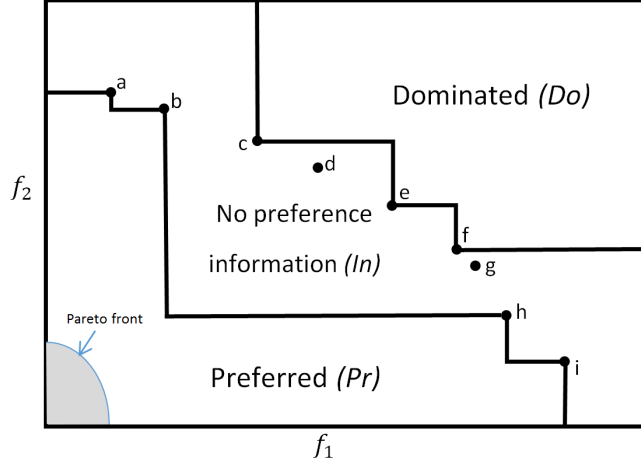 a
b
Dominated (Do)
c
d
f2
e
No preference
f
information (In)
g
h
Pareto front
i
Preferred (Pr)
f1